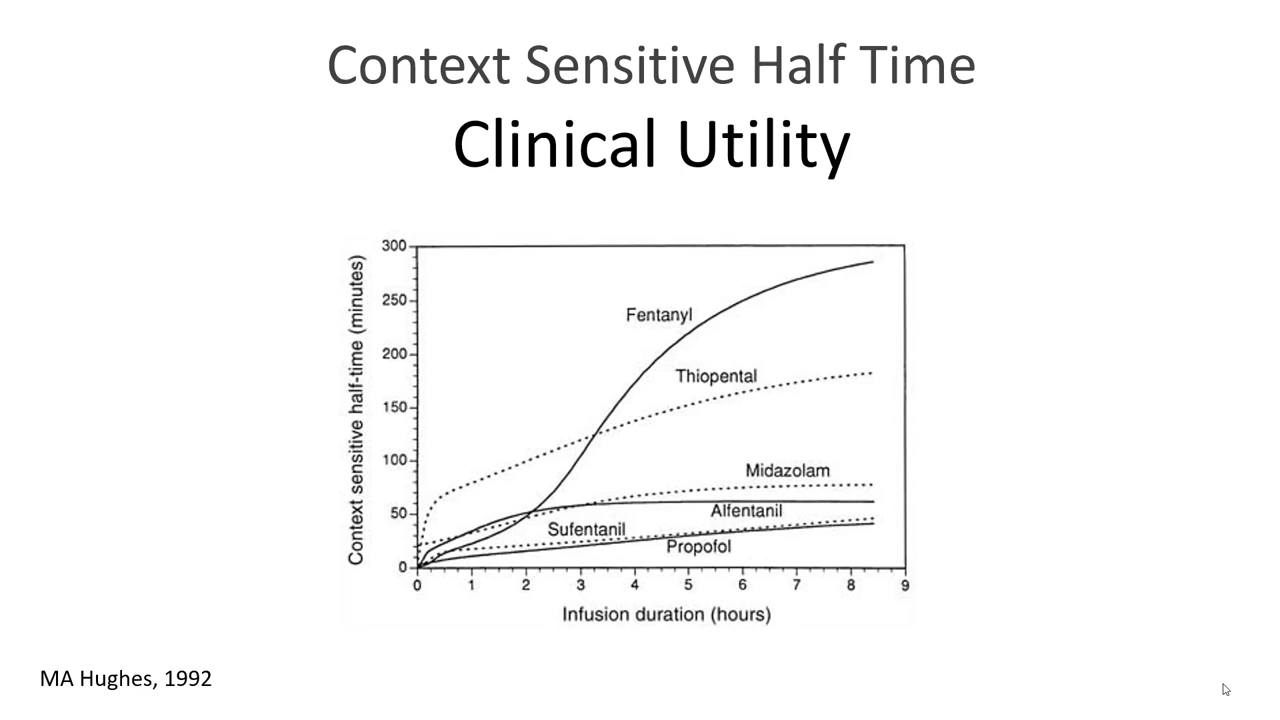 Context Sensitive Half Time
Clinical Utility
Context sensitive half-time (minutes)
300
250
200
150
100
50
0
Fentanyl
Thiopental
Midazolam
Alfentanil
Sufentanil
Propofol
0 1 2 3 4 5 6 7 8 9
Infusion duration (hours)
MA Hughes, 1992